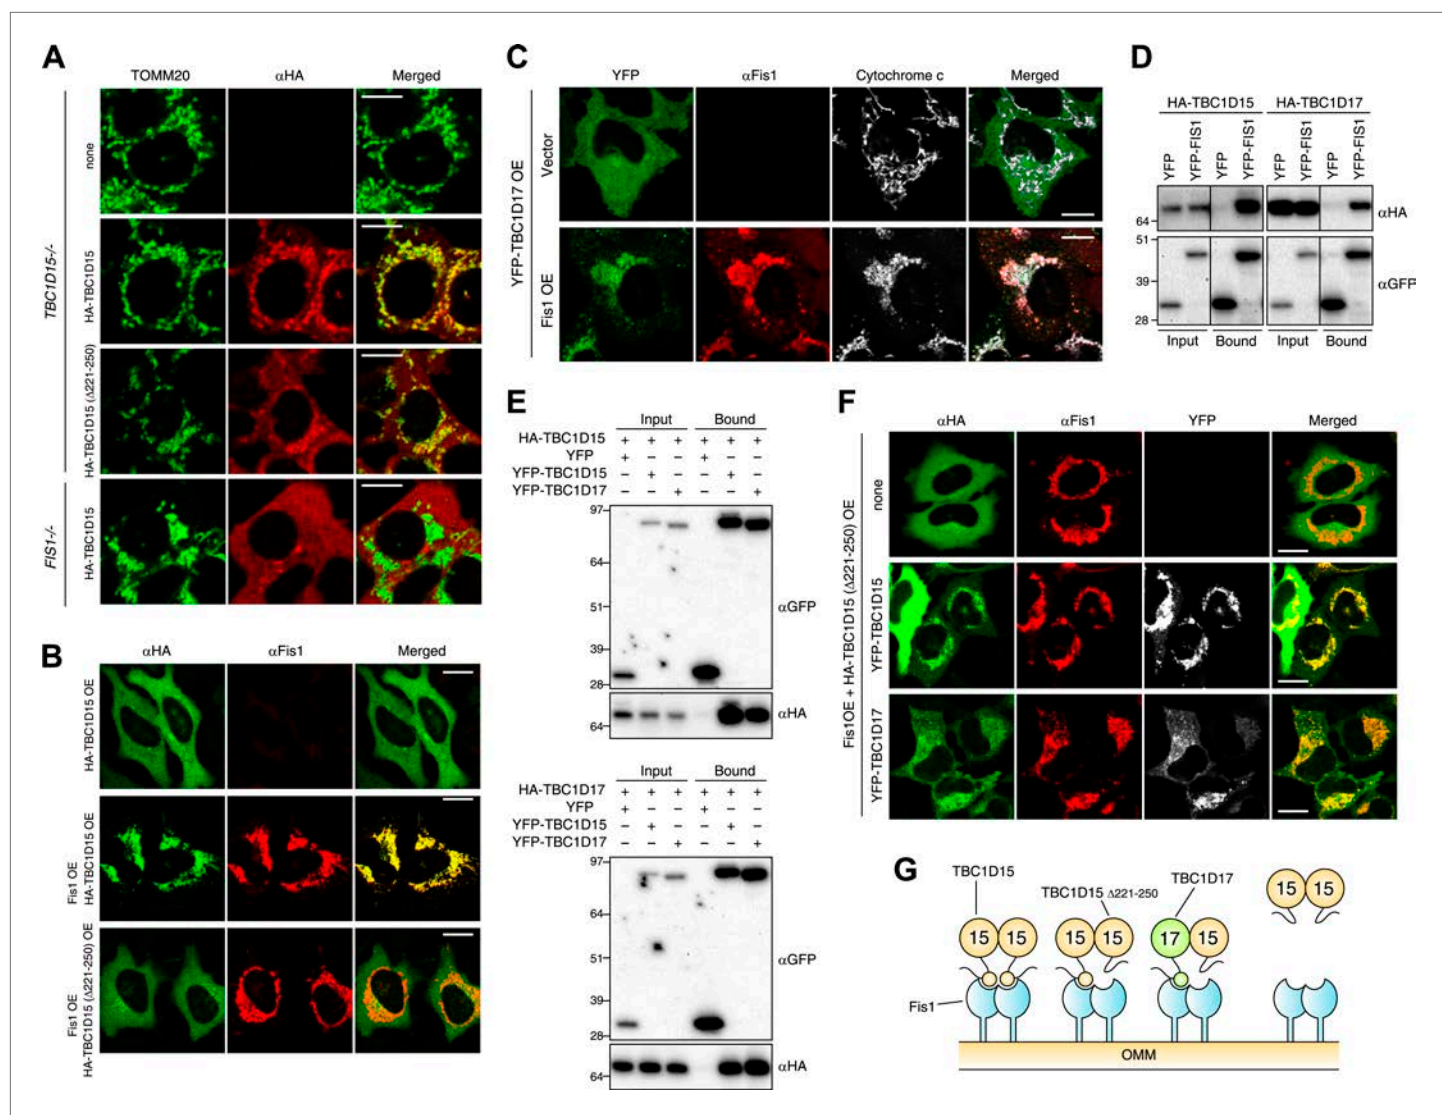 A
TOMM20 αHA Merged
TBC1D15-/-
none
HA-TBC1D15
HA-TBC1D15 (Δ221-250)
FIS1-/-
HA-TBC1D15
B
αHA αFis1 Merged
HA-TBC1D15 OE
Fis1 OE
HA-TBC1D15 OE
Fis1 OE
HA-TBC1D15 (Δ221-250) OE
C
YFP αFis1 Cytochrome c Merged
YFP-TBC1D17 OE
Vector
Fis1 OE
D
HA-TBC1D15 HA-TBC1D17
YFP YFP-FIS1 YFP YFP-FIS1 YFP YFP-FIS1 YFP YFP-FIS1
64
αHA
51
39
28
αGFP
Input Bound Input Bound
E
Input Bound
HA-TBC1D15 + + + + + +
YFP + – – + – –
YFP-TBC1D15 – + – – + –
YFP-TBC1D17 – – + – – +
97
64
51
39
28
αGFP
64
αHA
Input Bound
HA-TBC1D17 + + + + + +
YFP + – – + – –
YFP-TBC1D15 – + – – + –
YFP-TBC1D17 – – + – – +
97
64
51
39
28
αGFP
64
αHA
F
αHA αFis1 YFP Merged
Fis1OE + HA-TBC1D15 (Δ221-250) OE
none
YFP-TBC1D15
YFP-TBC1D17
G
TBC1D15
TBC1D15 Δ221-250
TBC1D17
15 15
15 15 15 15 17 15
Fis1
OMM